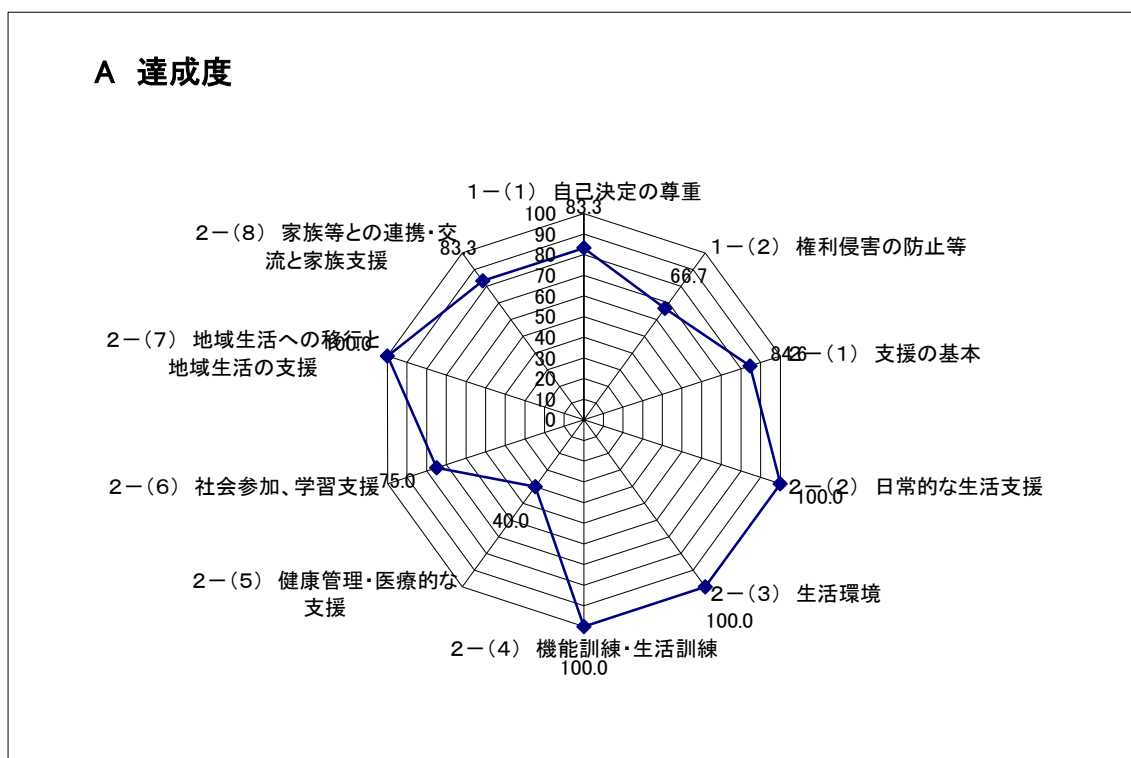 A 達成度
1－(1) 自己決定の尊重
83.3
1－(2) 権利侵害の防止等
66.7
2－(1) 支援の基本
84.6
2－(2) 日常的な生活支援
100.0
2－(3) 生活環境
100.0
2－(4) 機能訓練・生活訓練
100.0
2－(5) 健康管理・医療的な
支援
40.0
2－(6) 社会参加、学習支援
75.0
2－(7) 地域生活への移行と
地域生活の支援
100.0
2－(8) 家族等との連携・交
流と家族支援
83.3
100
90
80
70
60
50
40
30
20
10
0